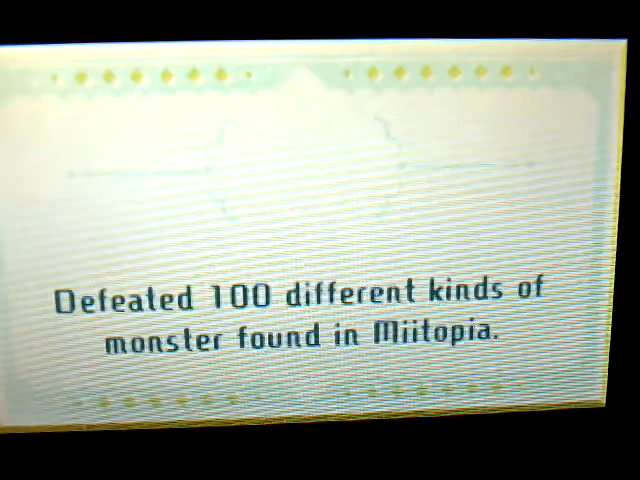 Defeated 100 different kinds of
monster found in Miitopia.